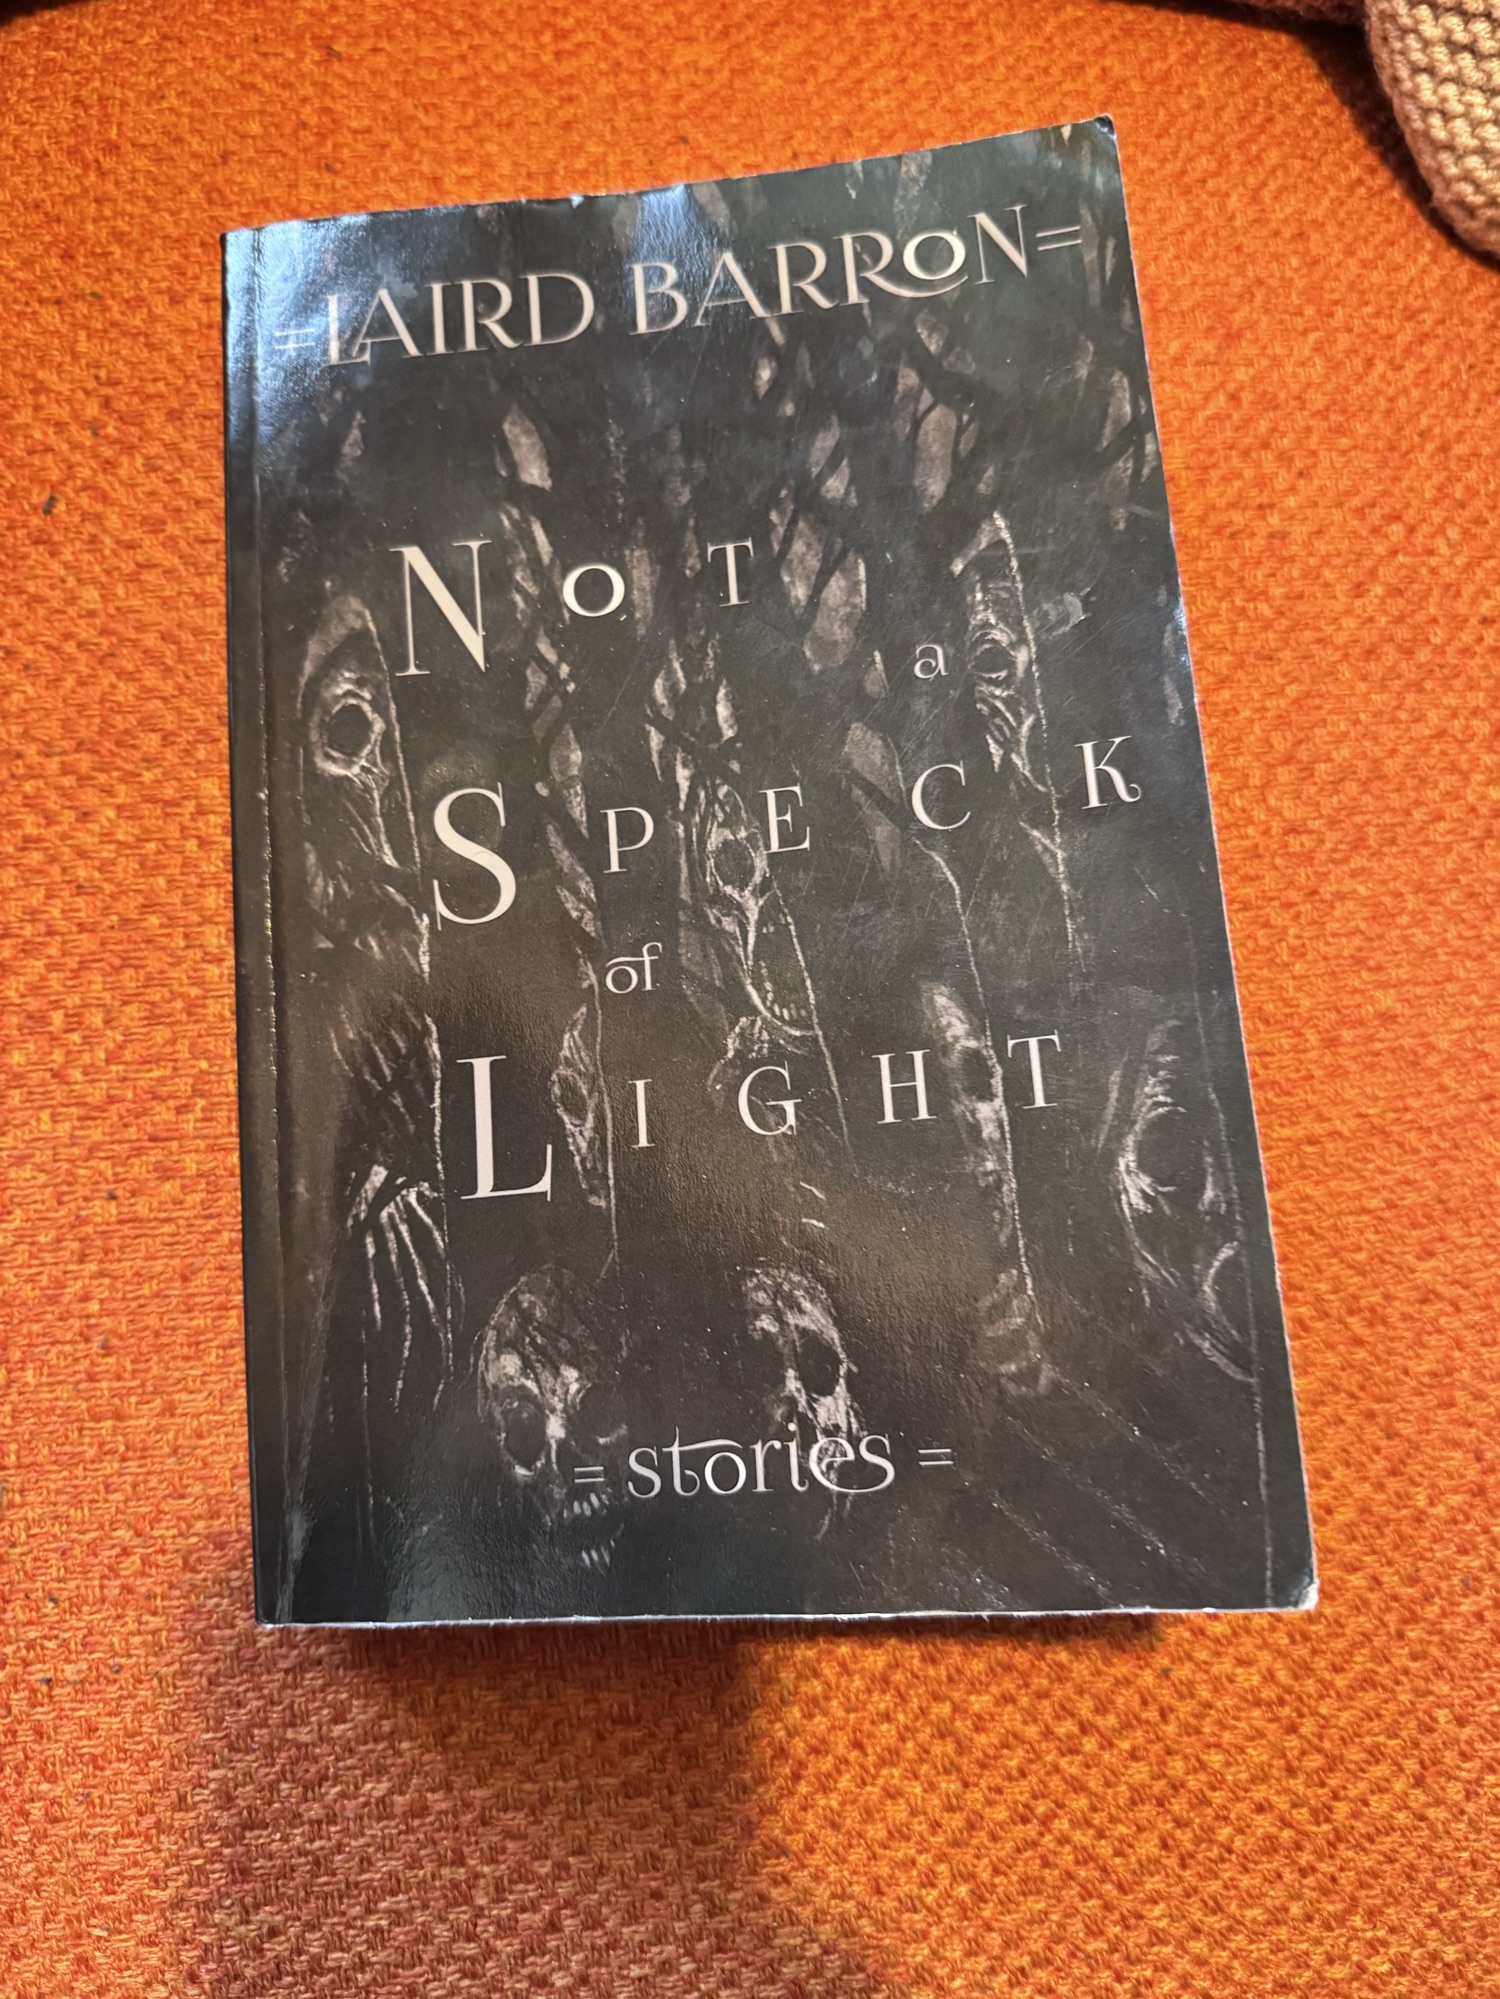 =LAIRD BARRON=
NOT a
SPECK
of
LIGHT
= stories =